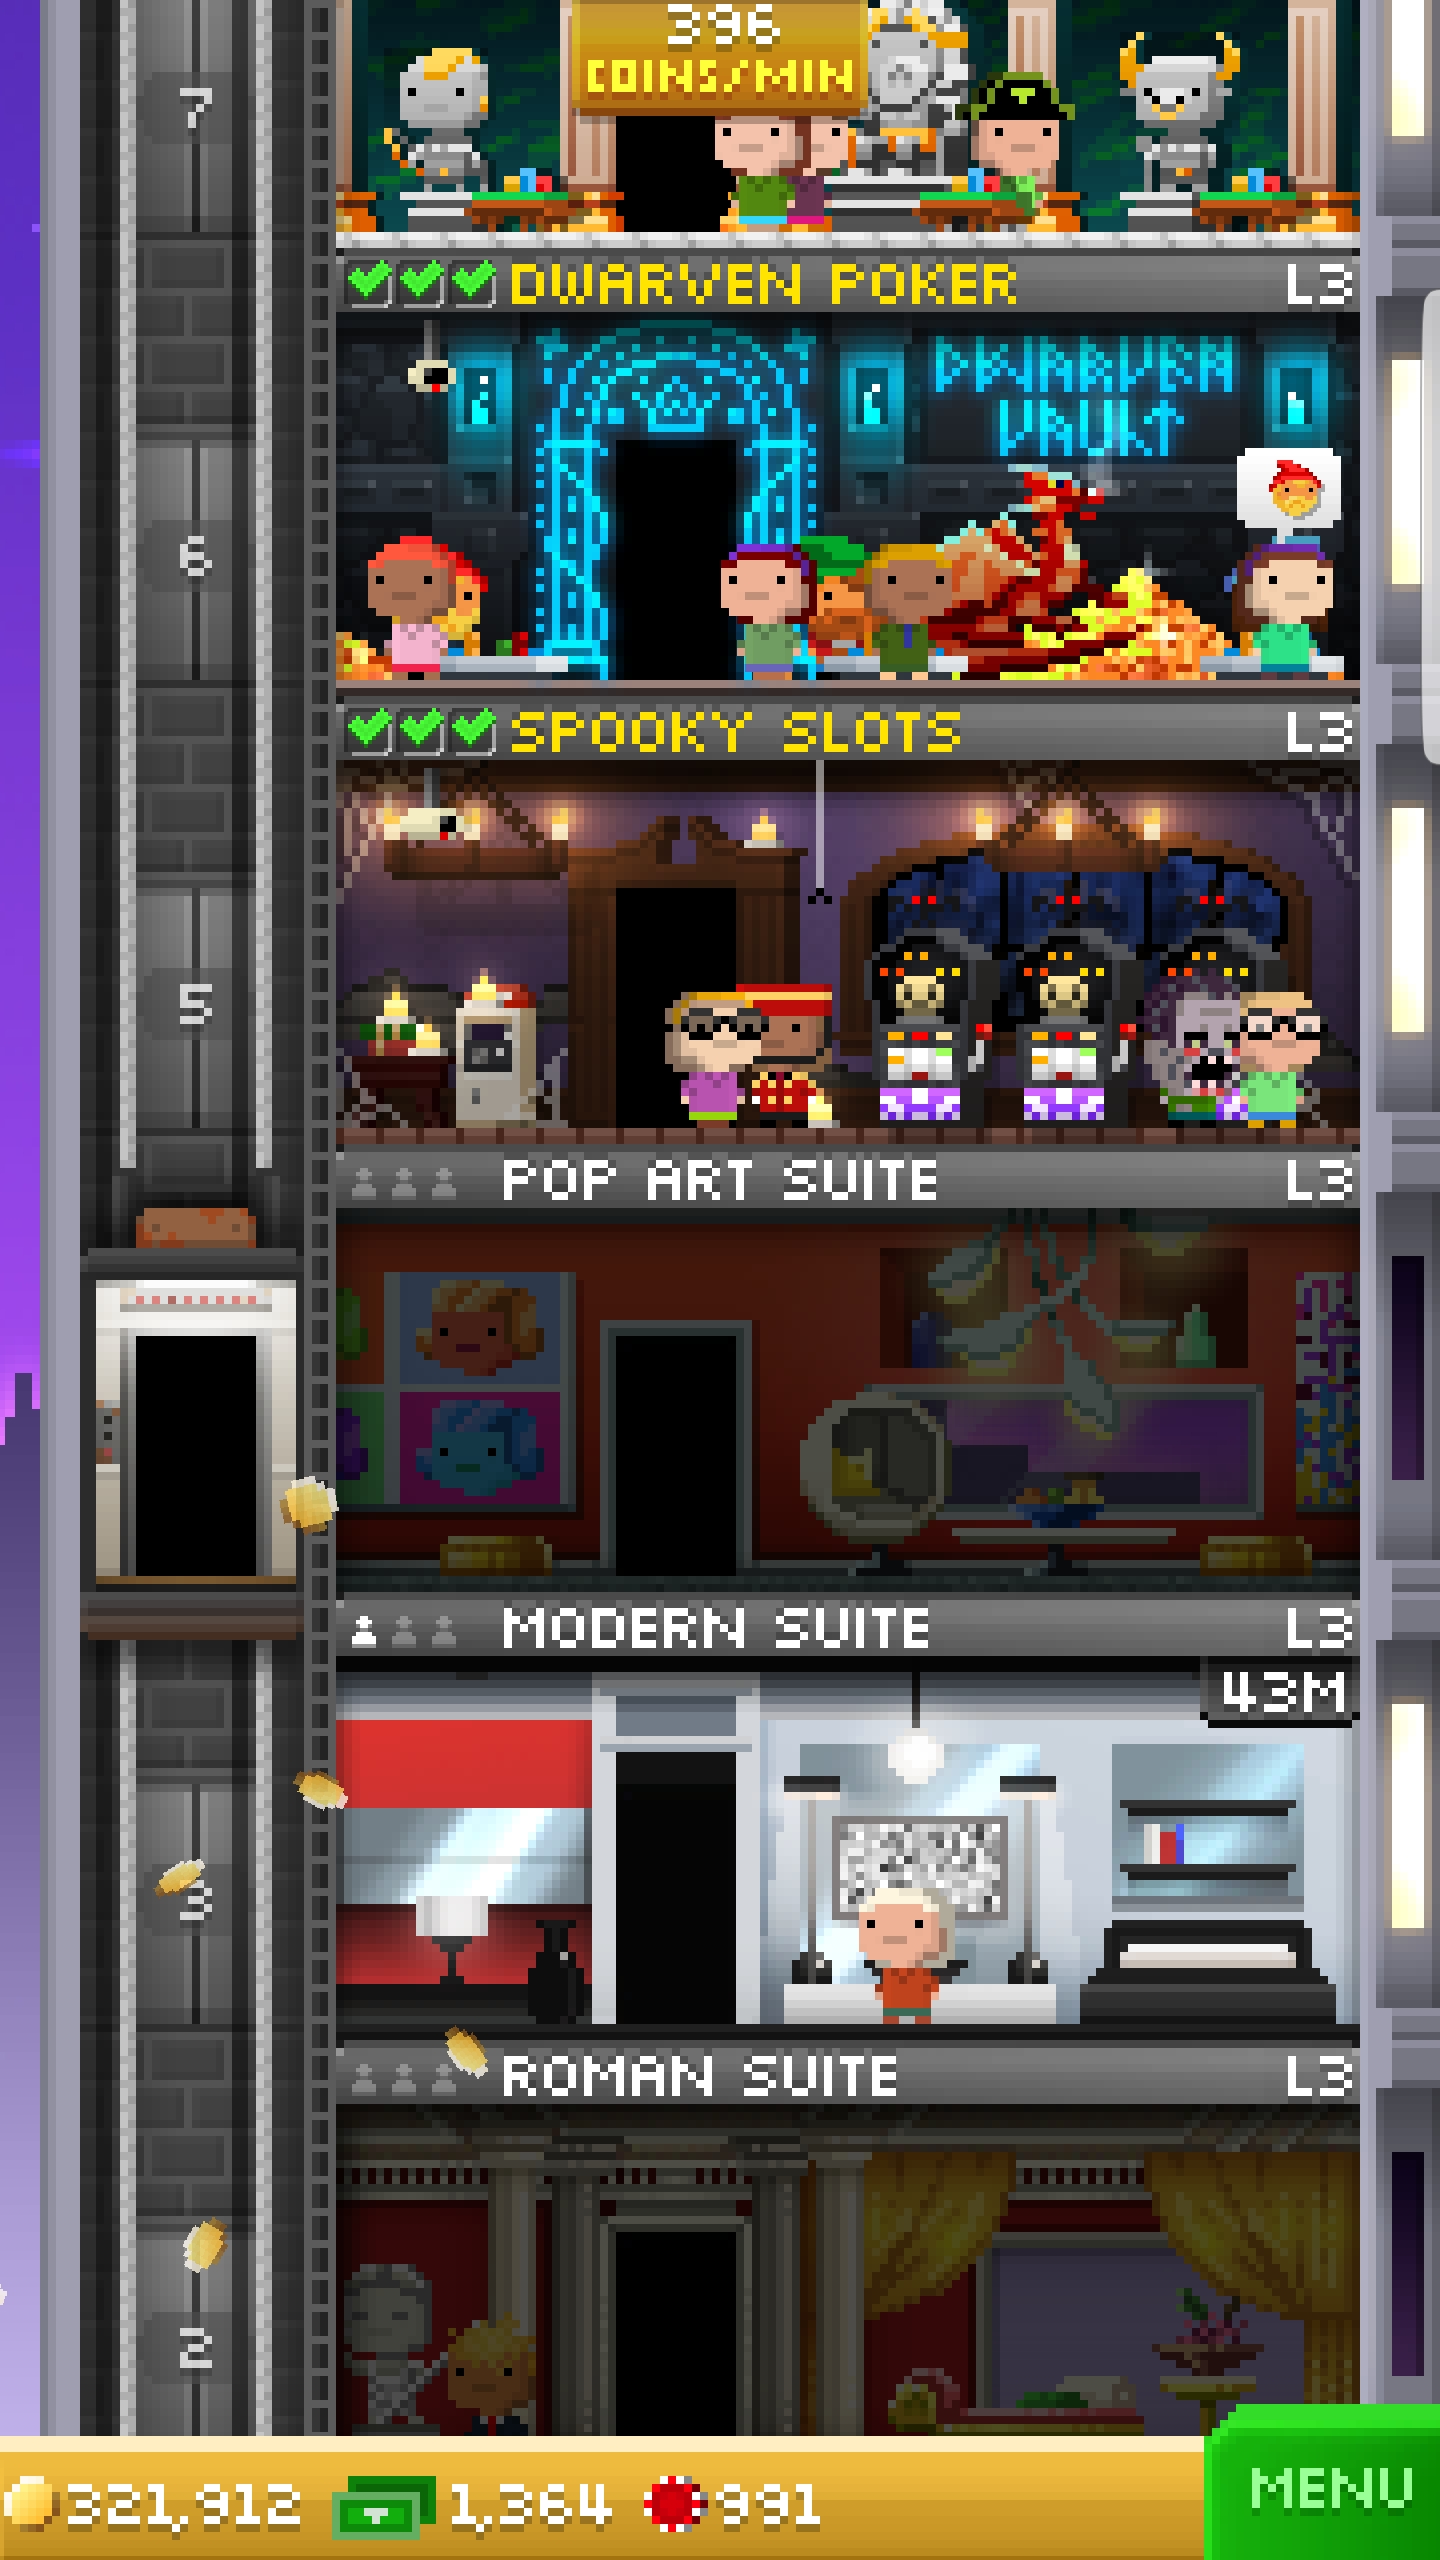 396
COINS/MIN
7
DWARVEN POKER L3
DWARVEN
VAULT
6
SPOOKY SLOTS L3
5
POP ART SUITE L3
MODERN SUITE L3
43M
3
ROMAN SUITE L3
2
321,912 1,364 991 MENU